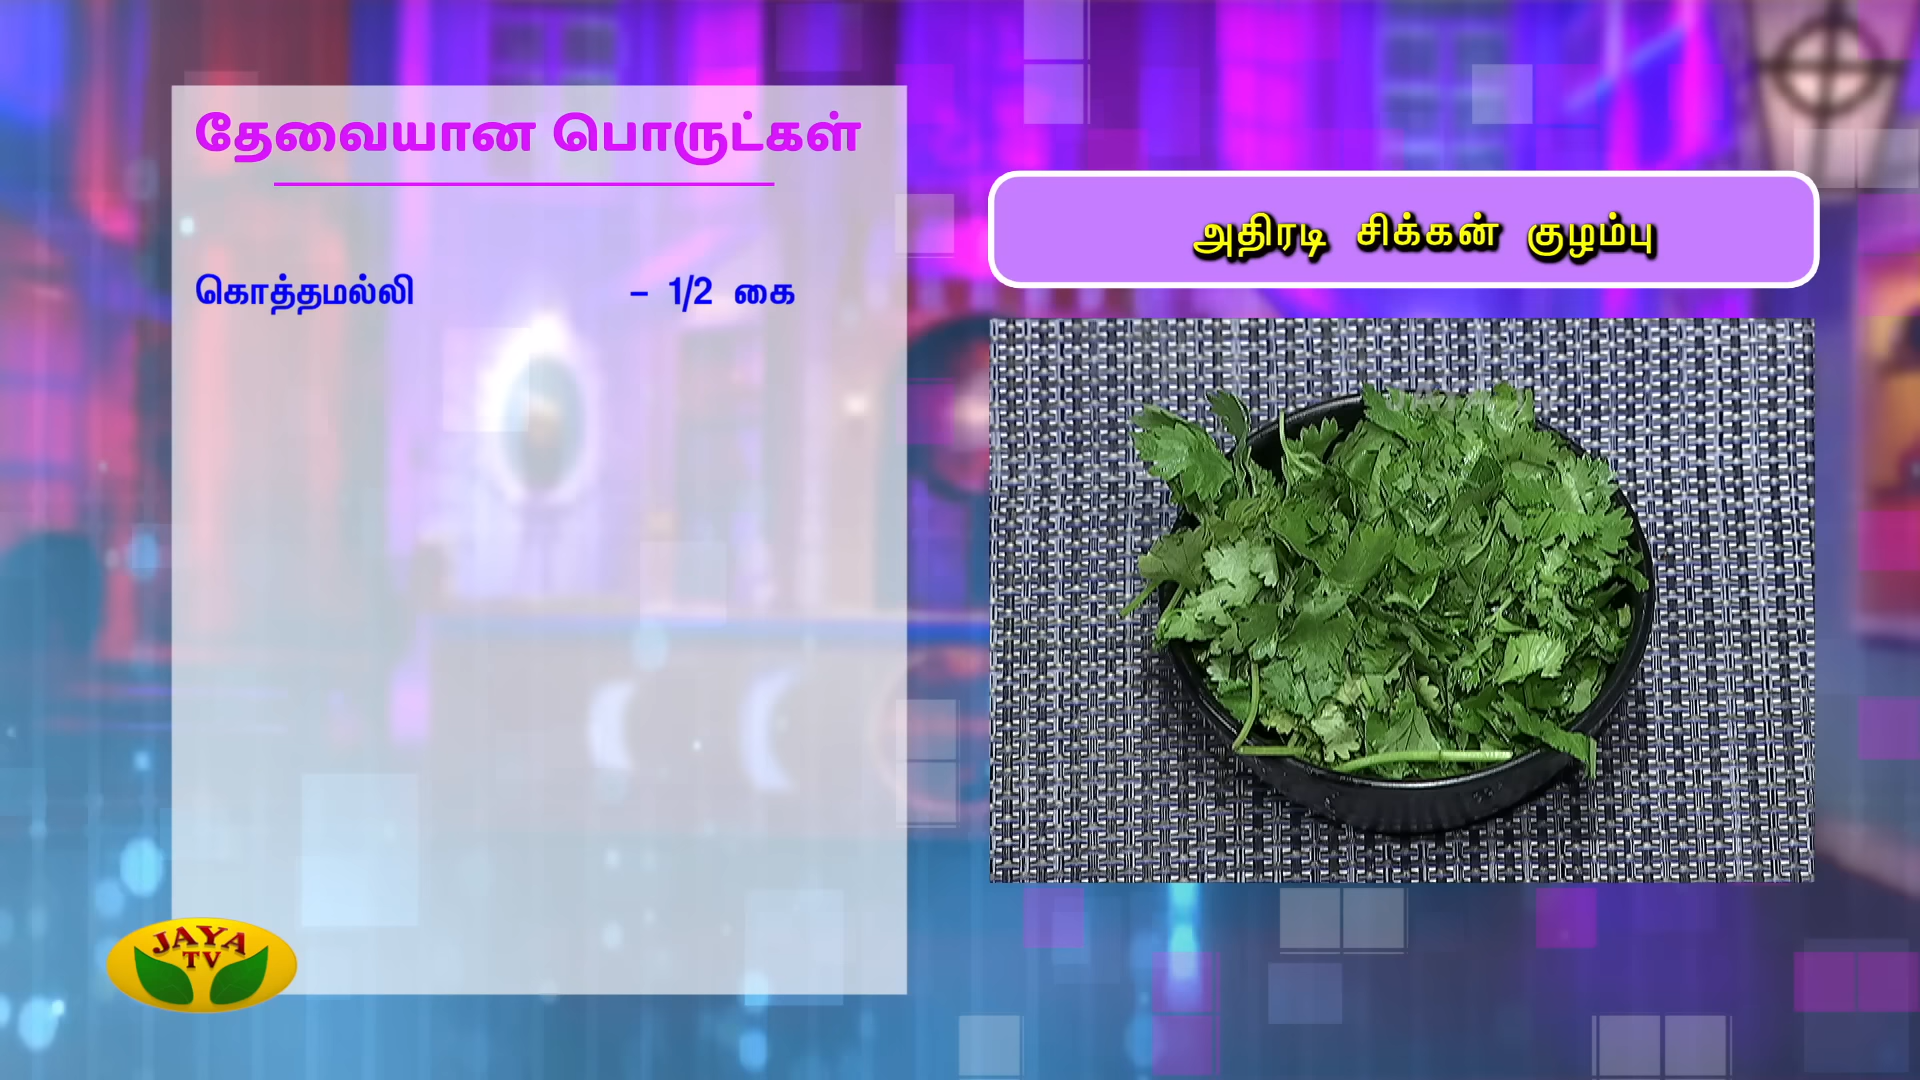 தேவையான பொருட்கள்
கொத்தமல்லி - 1/2 கை
அதிரடி சிக்கன் குழம்பு
JAYA
TV